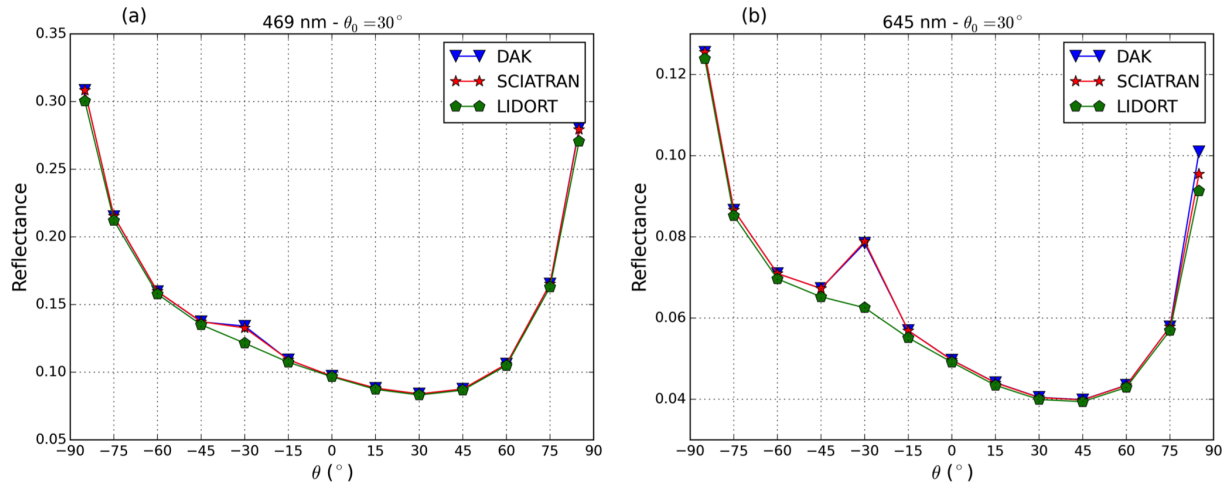 (a)
469 nm - θ₀ =30°
0.35
0.30
0.25
0.20
0.15
0.10
0.05
Reflectance
DAK
SCIATRAN
LIDORT
−90 −75 −60 −45 −30 −15 0 15 30 45 60 75 90
θ (°)
(b)
645 nm - θ₀ =30°
0.12
0.10
0.08
0.06
0.04
Reflectance
DAK
SCIATRAN
LIDORT
−90 −75 −60 −45 −30 −15 0 15 30 45 60 75 90
θ (°)